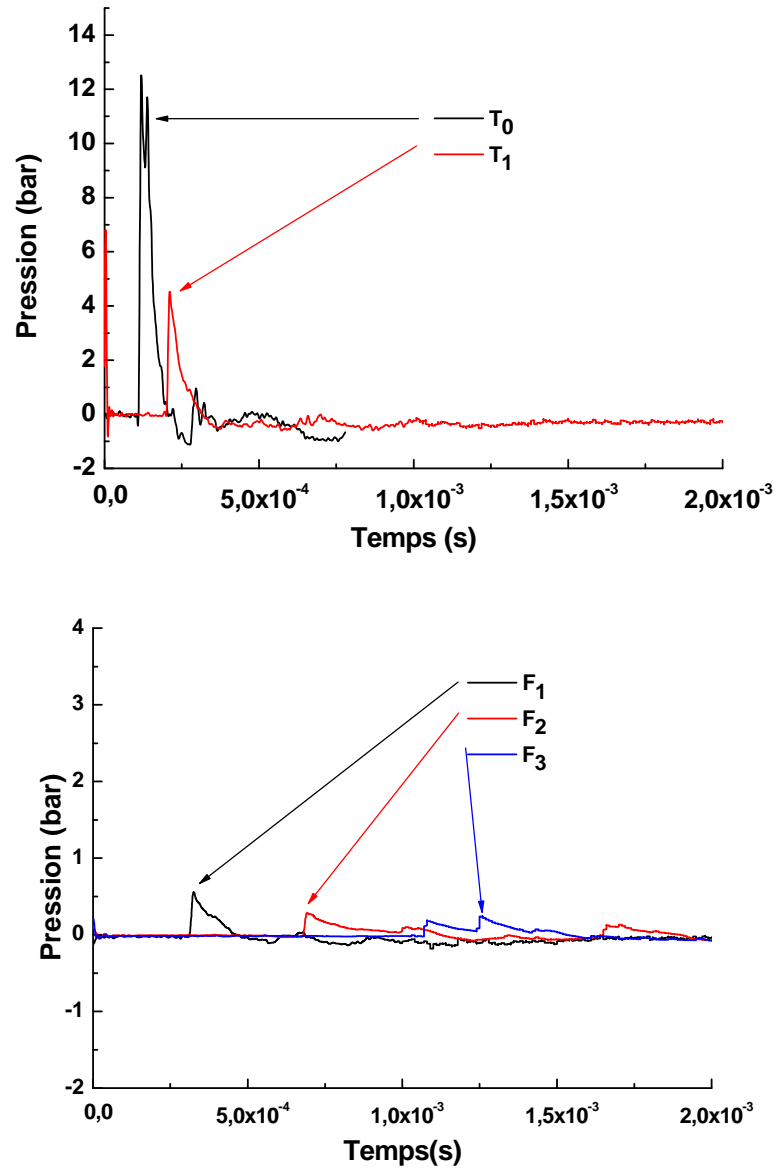 14
12
10
8
6
4
2
0
-2
Pression (bar)
T0
T1
0,0
5,0x10-4
1,0x10-3
1,5x10-3
2,0x10-3
Temps (s)
4
3
2
1
0
-1
-2
Pression (bar)
F1
F2
F3
0,0
5,0x10-4
1,0x10-3
1,5x10-3
2,0x10-3
Temps(s)